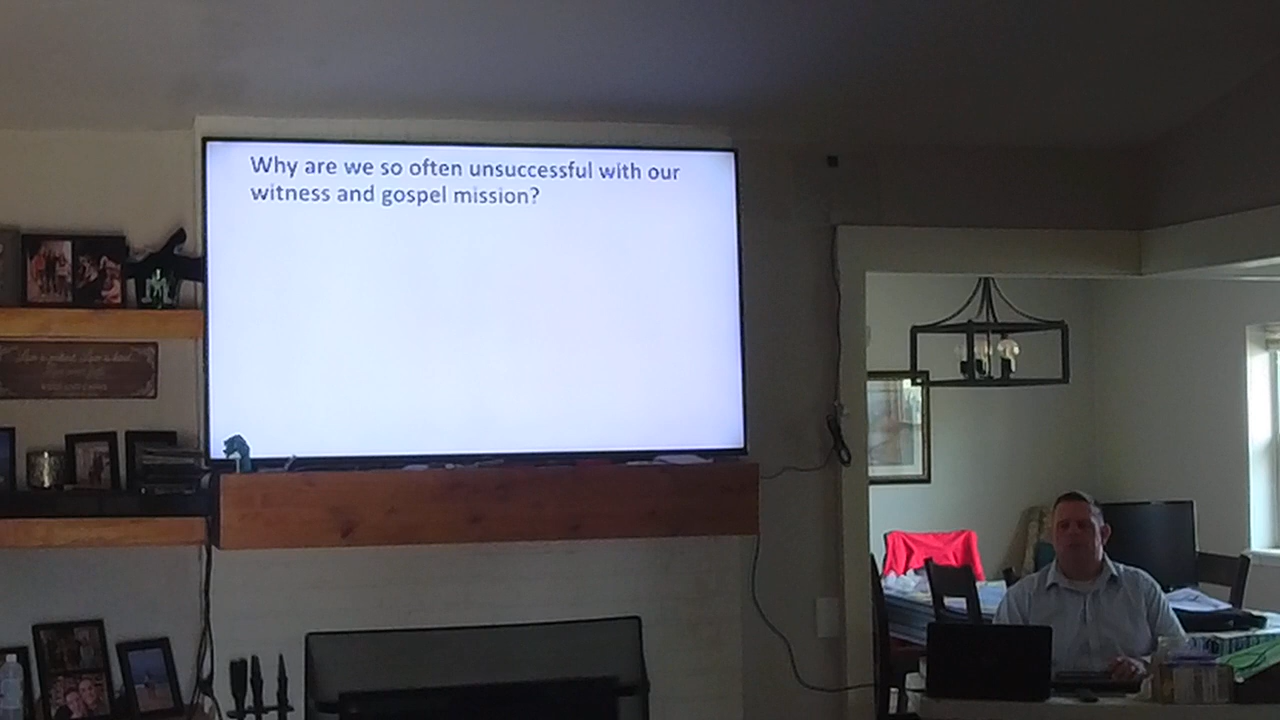 Why are we so often unsuccessful with our
witness and gospel mission?